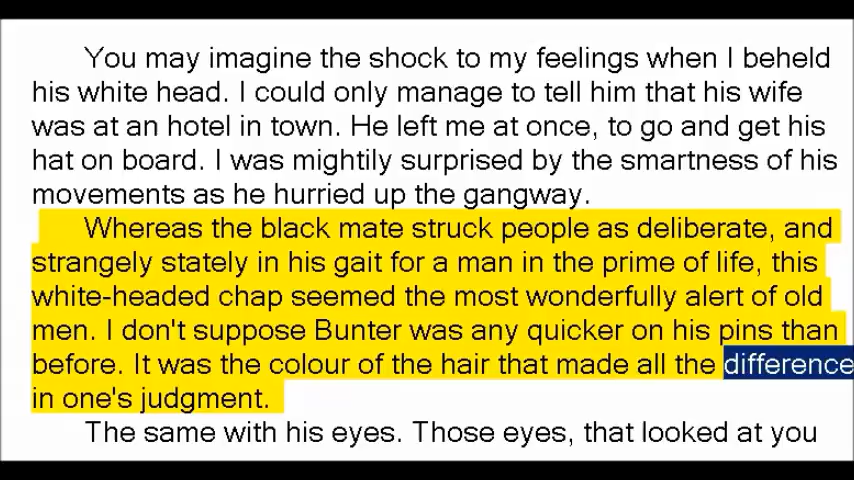 You may imagine the shock to my feelings when I beheld
his white head. I could only manage to tell him that his wife
was at an hotel in town. He left me at once, to go and get his
hat on board. I was mightily surprised by the smartness of his
movements as he hurried up the gangway.
Whereas the black mate struck people as deliberate, and
strangely stately in his gait for a man in the prime of life, this
white-headed chap seemed the most wonderfully alert of old
men. I don't suppose Bunter was any quicker on his pins than
before. It was the colour of the hair that made all the difference
in one's judgment.
The same with his eyes. Those eyes, that looked at you